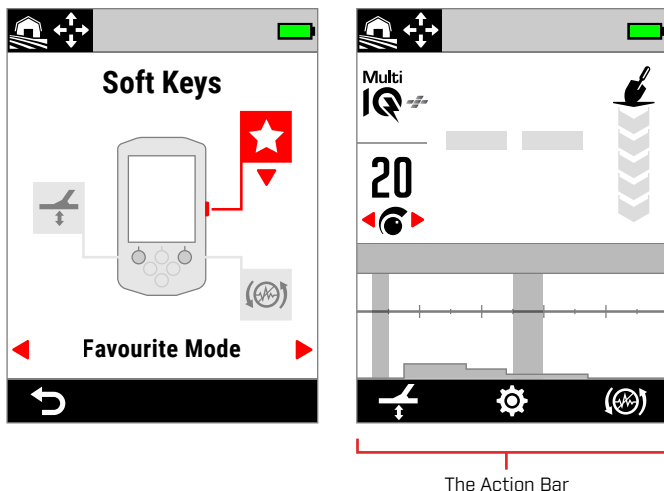 Soft Keys
Favourite Mode
Multi
IQ
20
The Action Bar